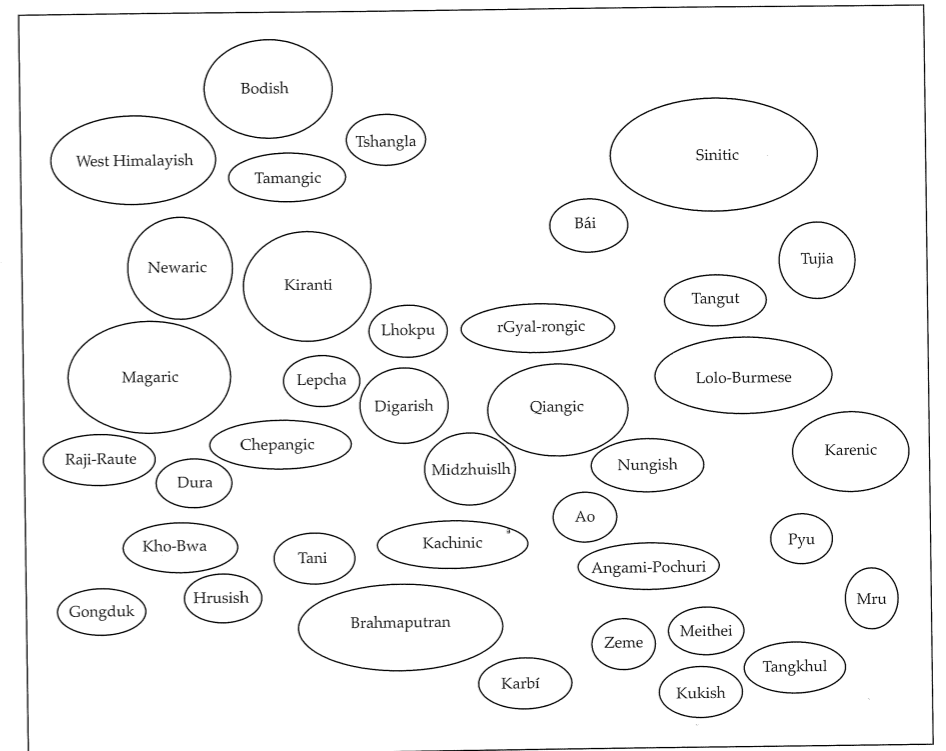 Bodish
Tshangla
West Himalayish
Tamangic
Sinitic
Bái
Tujia
Newaric
Kiranti
Tangut
Lhokpu
rGyal-rongic
Magaric
Lepcha
Digarish
Qiangic
Lolo-Burmese
Chepangic
Karenic
Raji-Raute
Dura
Midzhuislh
Nungish
Ao
Kho-Bwa
Tani
Kachinic
Pyu
Angami-Pochuri
Gongduk
Hrusish
Brahmaputran
Mru
Zeme
Meithei
Tangkhul
Karbí
Kukish